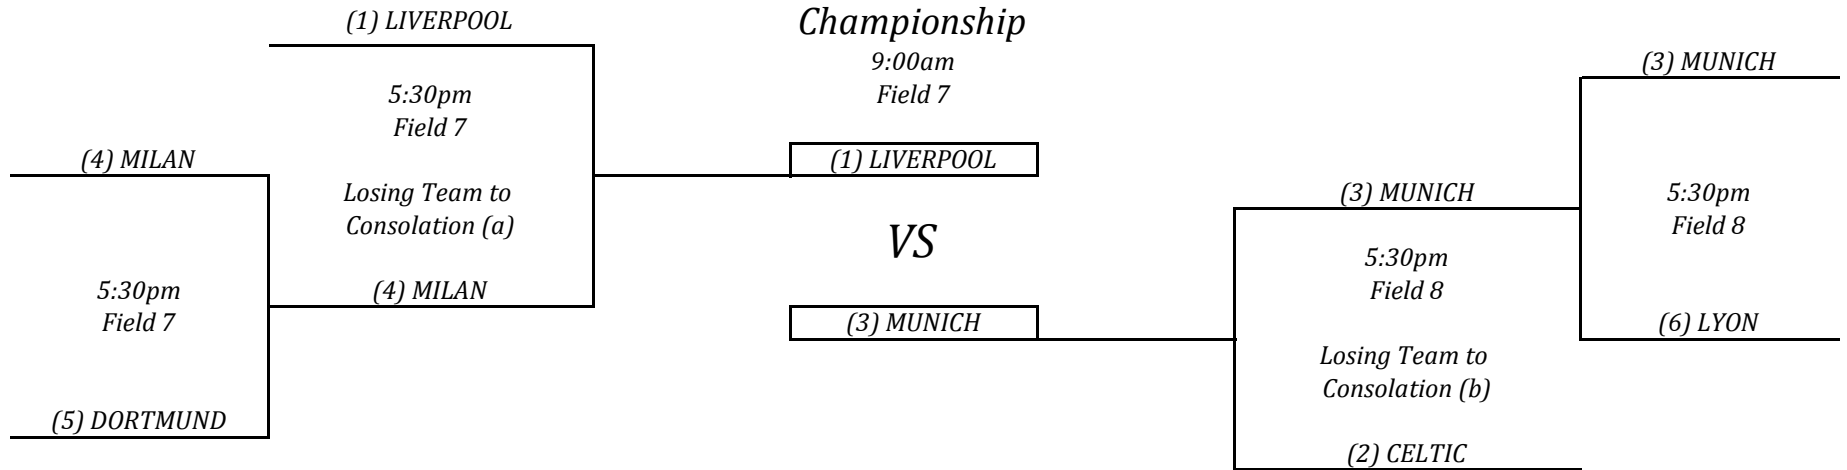 (1) LIVERPOOL
5:30pm
Field 7
(4) MILAN
Losing Team to
Consolation (a)
5:30pm
Field 7
(4) MILAN
(5) DORTMUND
Championship
9:00am
Field 7
(1) LIVERPOOL
VS
(3) MUNICH
(3) MUNICH
(3) MUNICH
5:30pm
Field 8
5:30pm
Field 8
(6) LYON
Losing Team to
Consolation (b)
(2) CELTIC